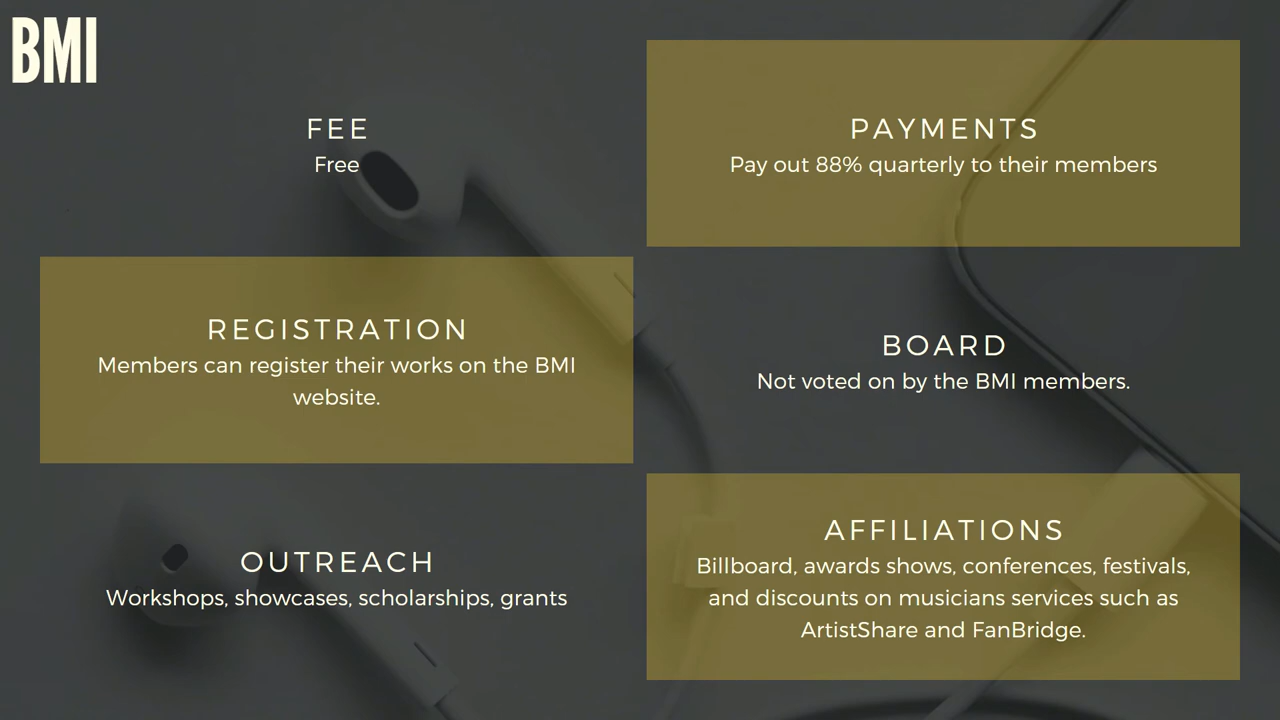 BMI
FEE
Free
PAYMENTS
Pay out 88% quarterly to their members
REGISTRATION
Members can register their works on the BMI
website.
BOARD
Not voted on by the BMI members.
OUTREACH
Workshops, showcases, scholarships, grants
AFFILIATIONS
Billboard, awards shows, conferences, festivals,
and discounts on musicians services such as
ArtistShare and FanBridge.